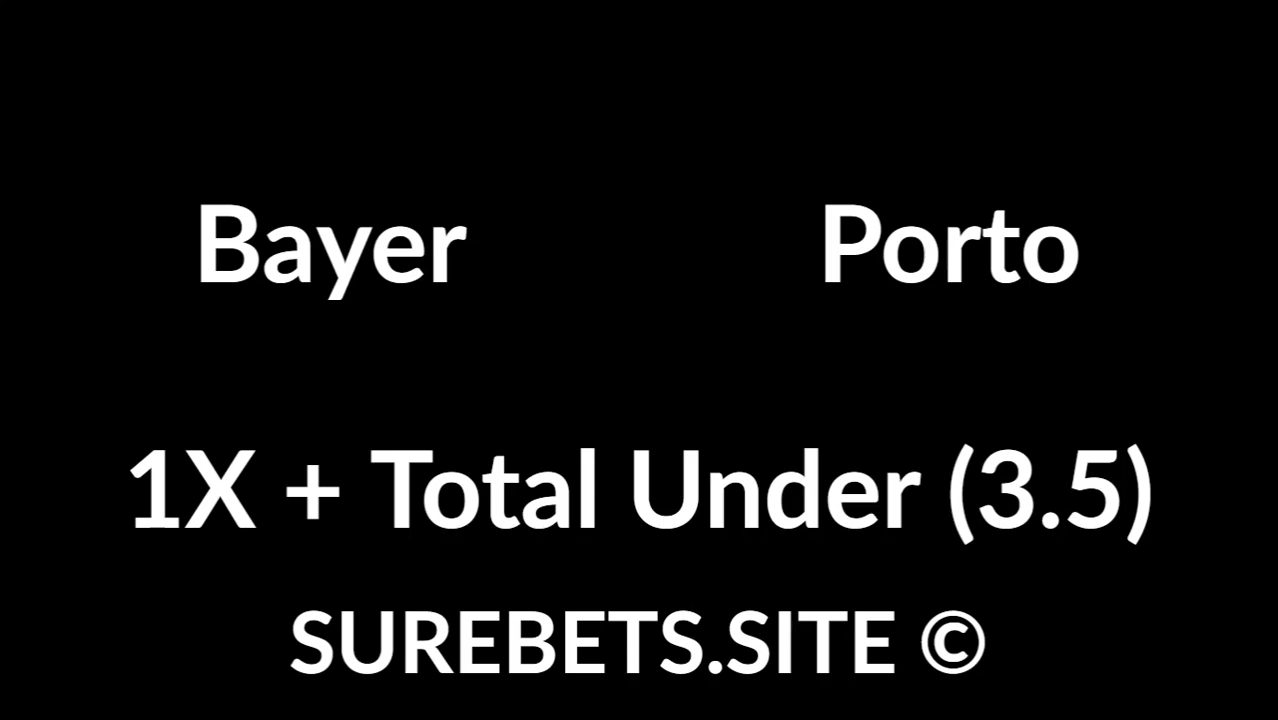 Bayer Porto
1X + Total Under (3.5)
SUREBETS.SITE ©